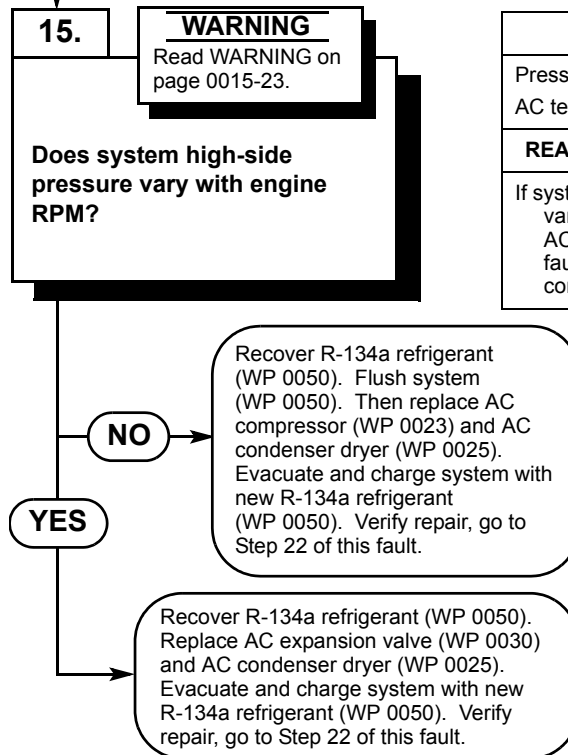 15.
WARNING
Read WARNING on
page 0015-23.
Does system high-side
pressure vary with engine
RPM?
Press
AC te
REA
If syst
var
AC
fau
NO
Recover R-134a refrigerant
(WP 0050). Flush system
(WP 0050). Then replace AC
compressor (WP 0023) and AC
condenser dryer (WP 0025).
Evacuate and charge system with
new R-134a refrigerant
(WP 0050). Verify repair, go to
Step 22 of this fault.
YES
Recover R-134a refrigerant (WP 0050).
Replace AC expansion valve (WP 0030)
and AC condenser dryer (WP 0025).
Evacuate and charge system with new
R-134a refrigerant (WP 0050). Verify
repair, go to Step 22 of this fault.